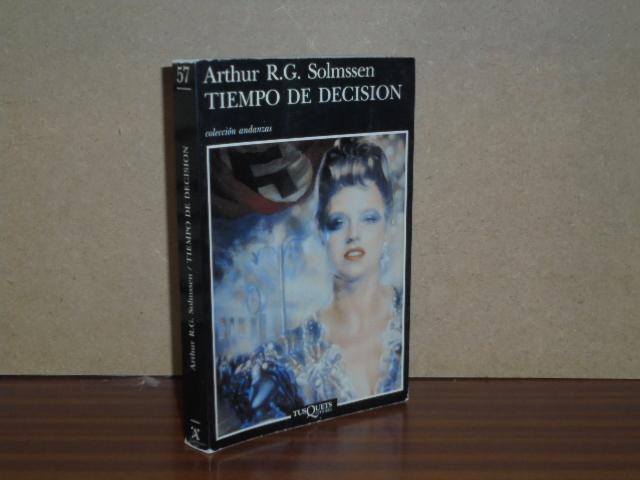 57
Arthur R.G. Solmssen / TIEMPO DE DECISION
Arthur R.G. Solmssen
TIEMPO DE DECISION
colección andanzas
TUSQUETS